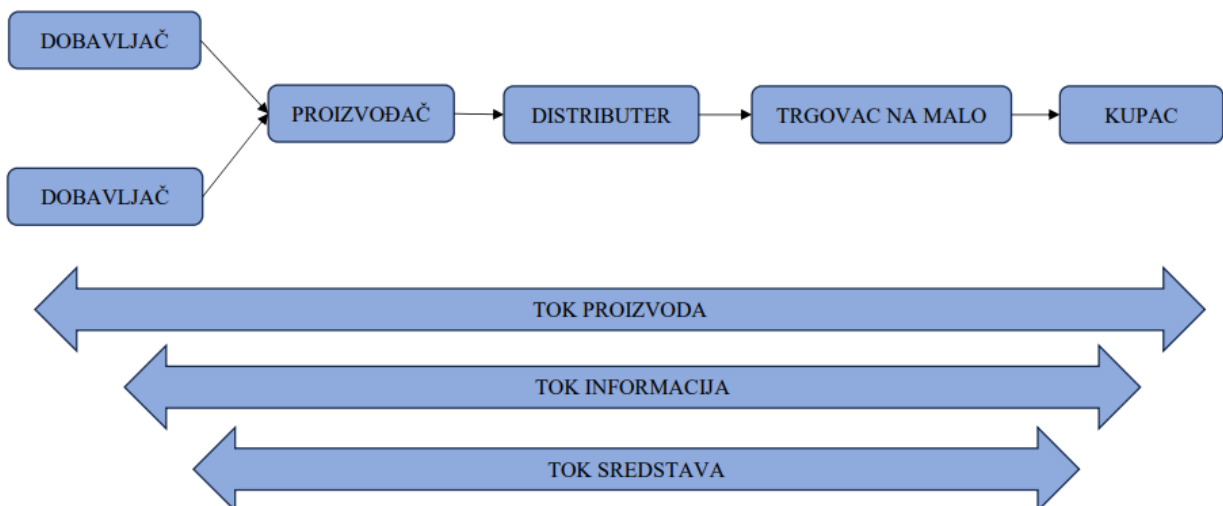 DOBAVLJAČ
DOBAVLJAČ
PROIZVOĐAČ
DISTRIBUTER
TRGOVAC NA MALO
KUPAC
TOK PROIZVODA
TOK INFORMACIJA
TOK SREDSTAVA